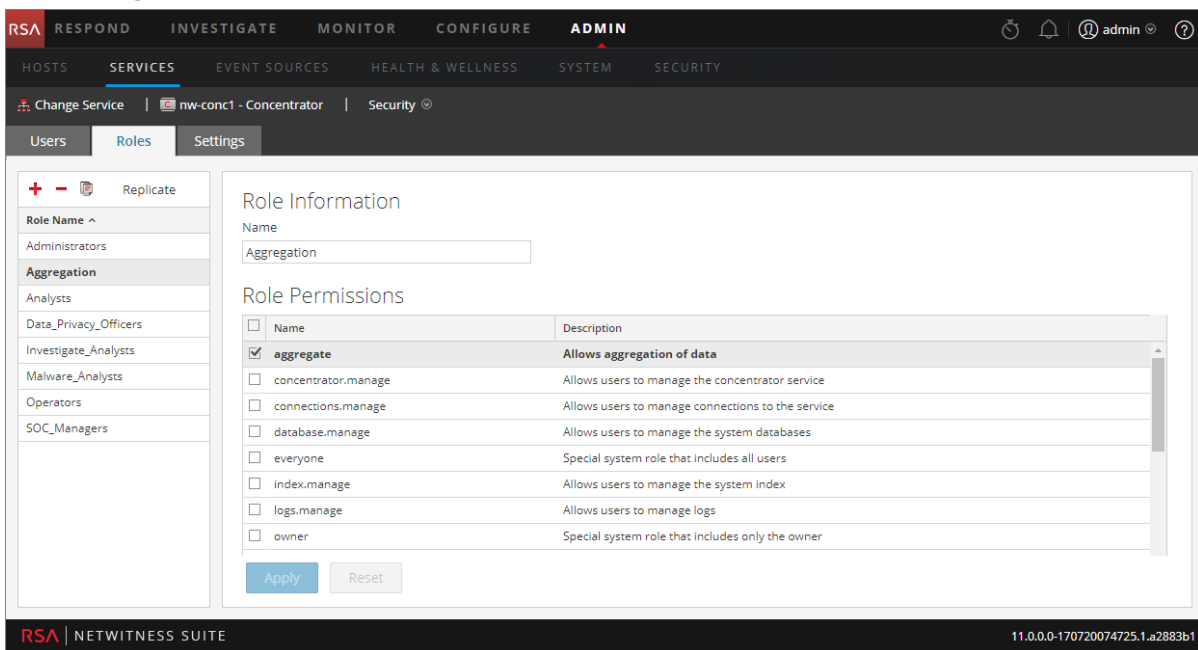 RSA RESPOND INVESTIGATE MONITOR CONFIGURE ADMIN admin ?
HOSTS SERVICES EVENT SOURCES HEALTH & WELLNESS SYSTEM SECURITY
Change Service | nw-conc1 - Concentrator | Security
Users Roles Settings
Replicate
Role Name
Administrators
Aggregation
Analysts
Data_Privacy_Officers
Investigate_Analysts
Malware_Analysts
Operators
SOC_Managers
Role Information
Name
Aggregation
Role Permissions
Name Description
aggregate Allows aggregation of data
concentrator.manage Allows users to manage the concentrator service
connections.manage Allows users to manage connections to the service
database.manage Allows users to manage the system databases
everyone Special system role that includes all users
index.manage Allows users to manage the system index
logs.manage Allows users to manage logs
owner Special system role that includes only the owner
Apply Reset
RSA | NETWITNESS SUITE 11.0.0.0-170720074725.1.a2883b1